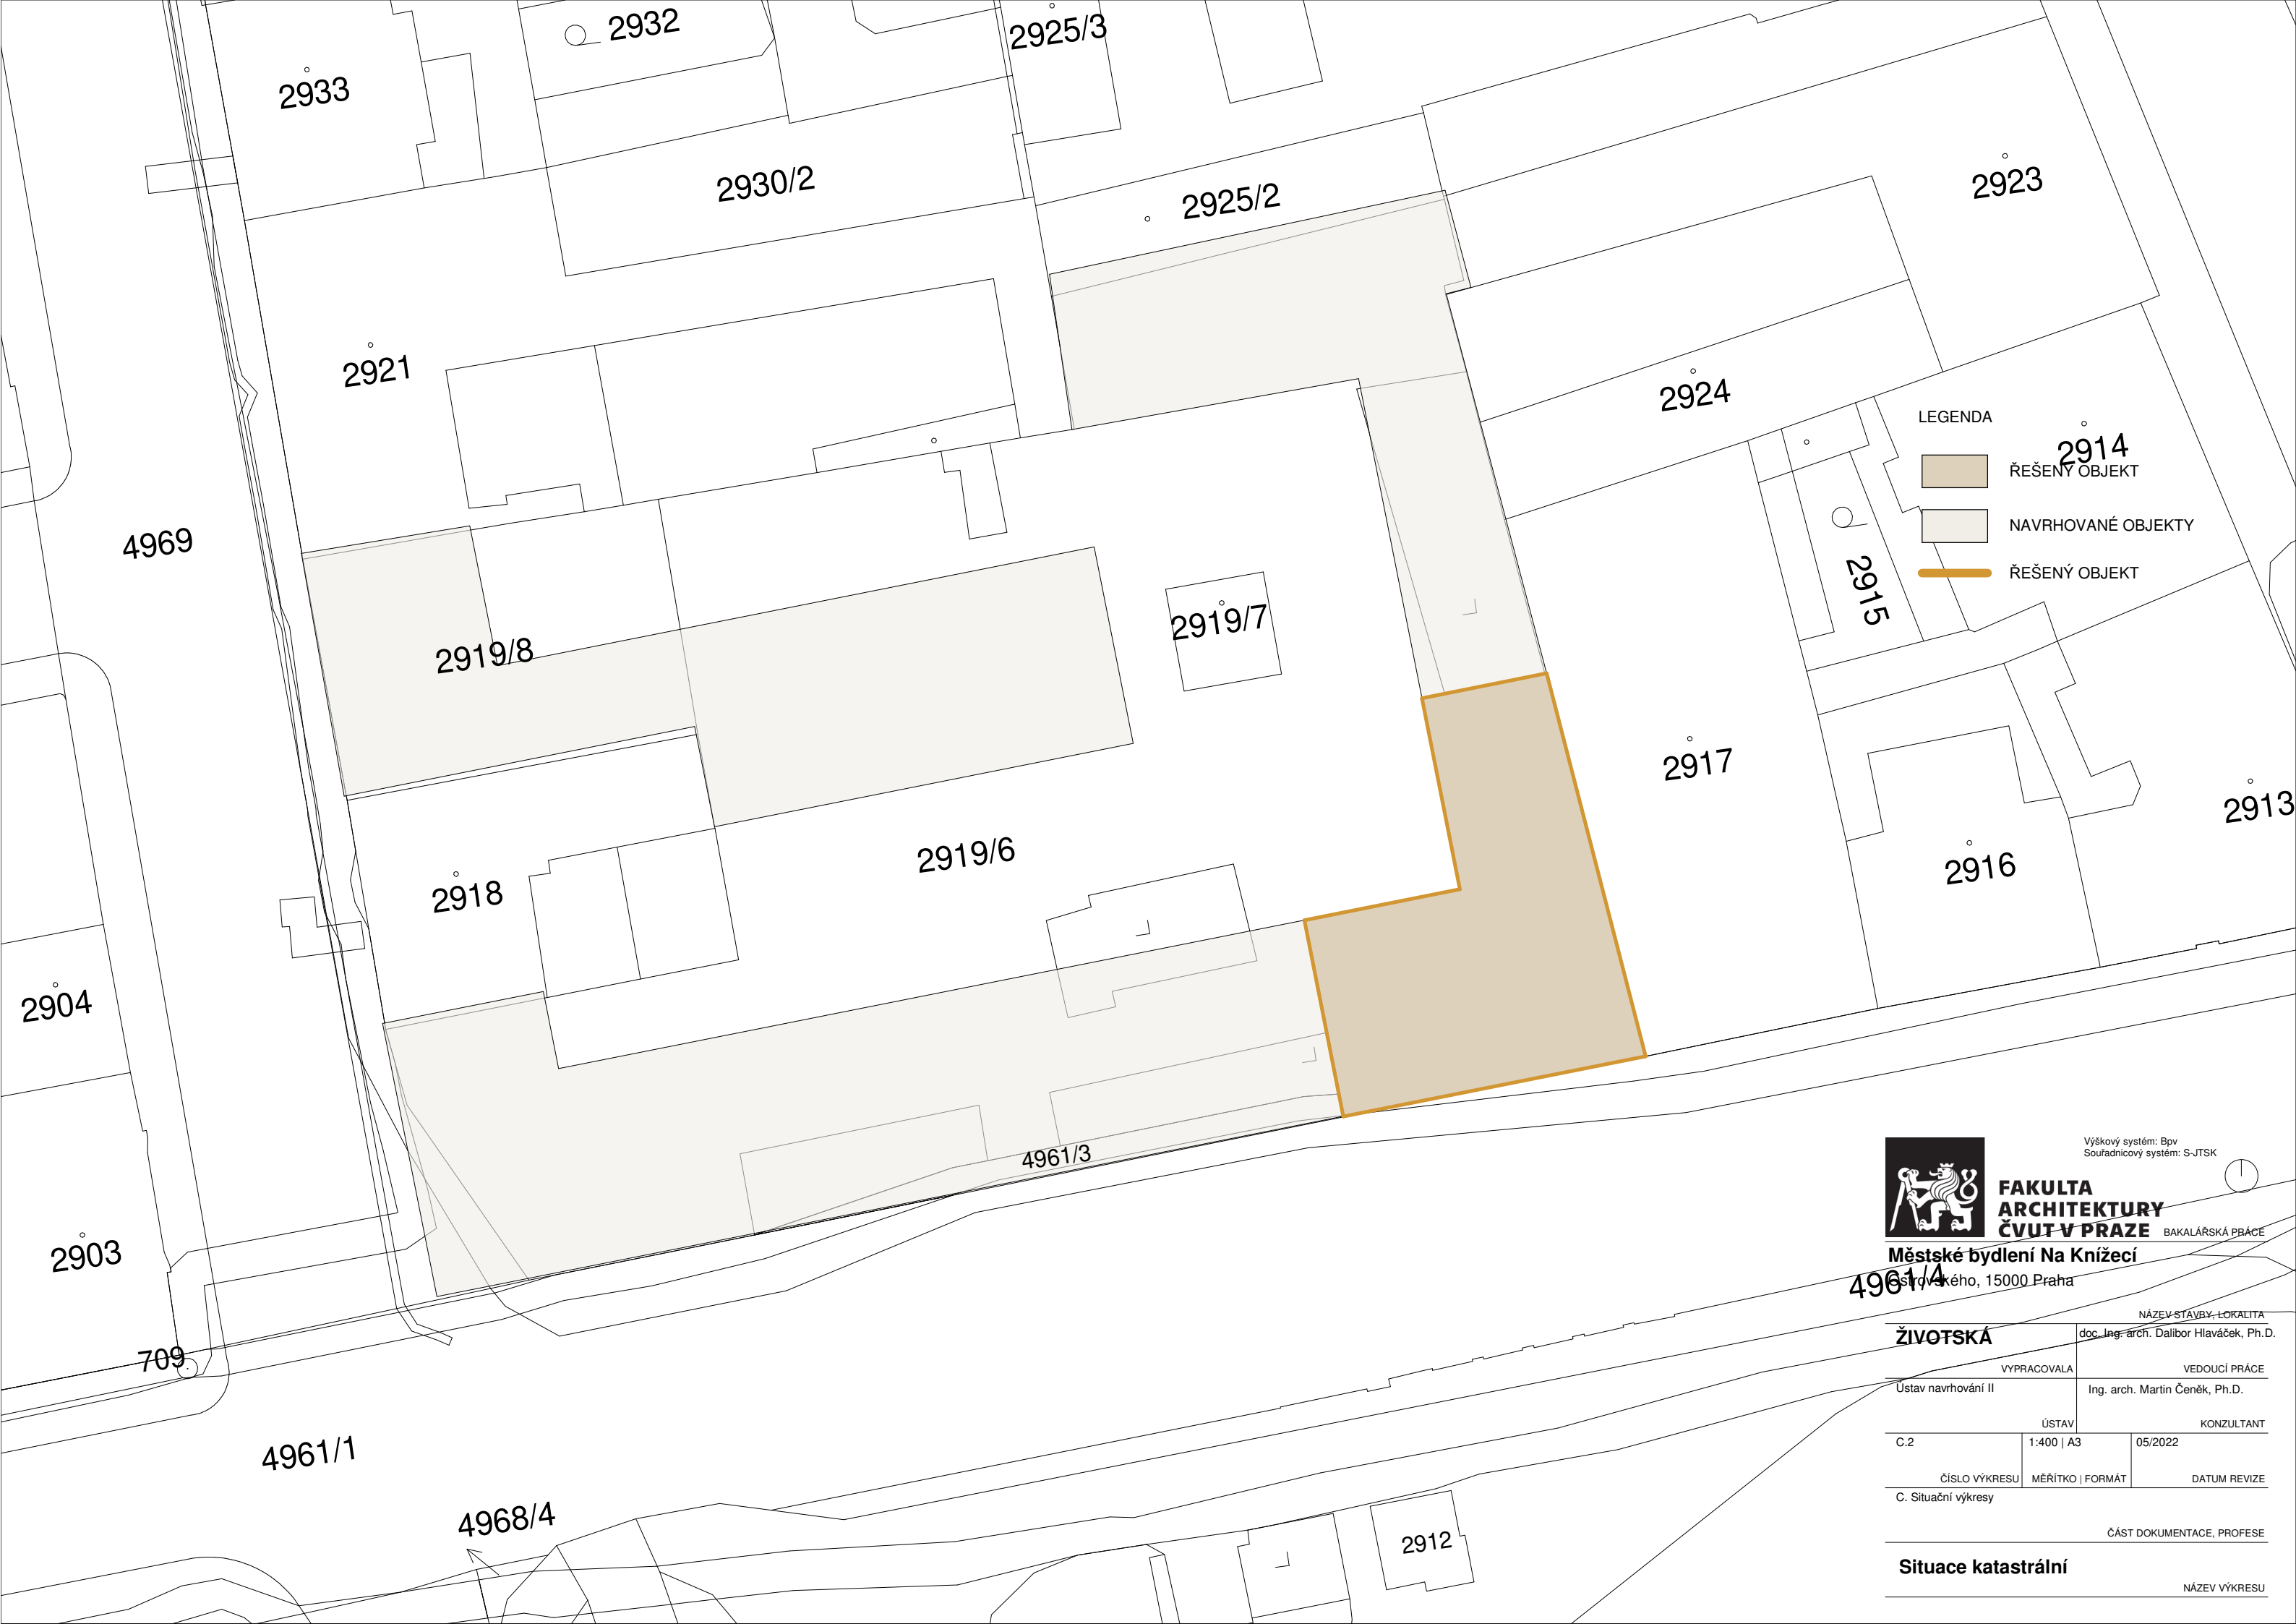 2932
2925/3
2933
2930/2
2925/2
2923
2921
2924
LEGENDA
2914
ŘEŠENÝ OBJEKT
NAVRHOVANÉ OBJEKTY
ŘEŠENÝ OBJEKT
4969
2915
2919/7
2919/8
2917
2913
2919/6
2916
2918
2904
4961/3
2903
709
4961/1
4968/4
2912
4961/4
Výškový systém: Bpv
Souřadnicový systém: S-JTSK
FAKULTA
ARCHITEKTURY
ČVUT V PRAZE
BAKALÁŘSKÁ PRÁCE
Městské bydlení Na Knížecí
Ostrovského, 15000 Praha
NÁZEV STAVBY, LOKALITA
ŽIVOTSKÁ
doc. Ing. arch. Dalibor Hlaváček, Ph.D.
VYPRACOVALA
VEDOUCÍ PRÁCE
Ústav navrhování II
Ing. arch. Martin Čeněk, Ph.D.
ÚSTAV
KONZULTANT
C.2
1:400 | A3
05/2022
ČÍSLO VÝKRESU
MĚŘÍTKO | FORMÁT
DATUM REVIZE
C. Situační výkresy
ČÁST DOKUMENTACE, PROFESE
Situace katastrální
NÁZEV VÝKRESU